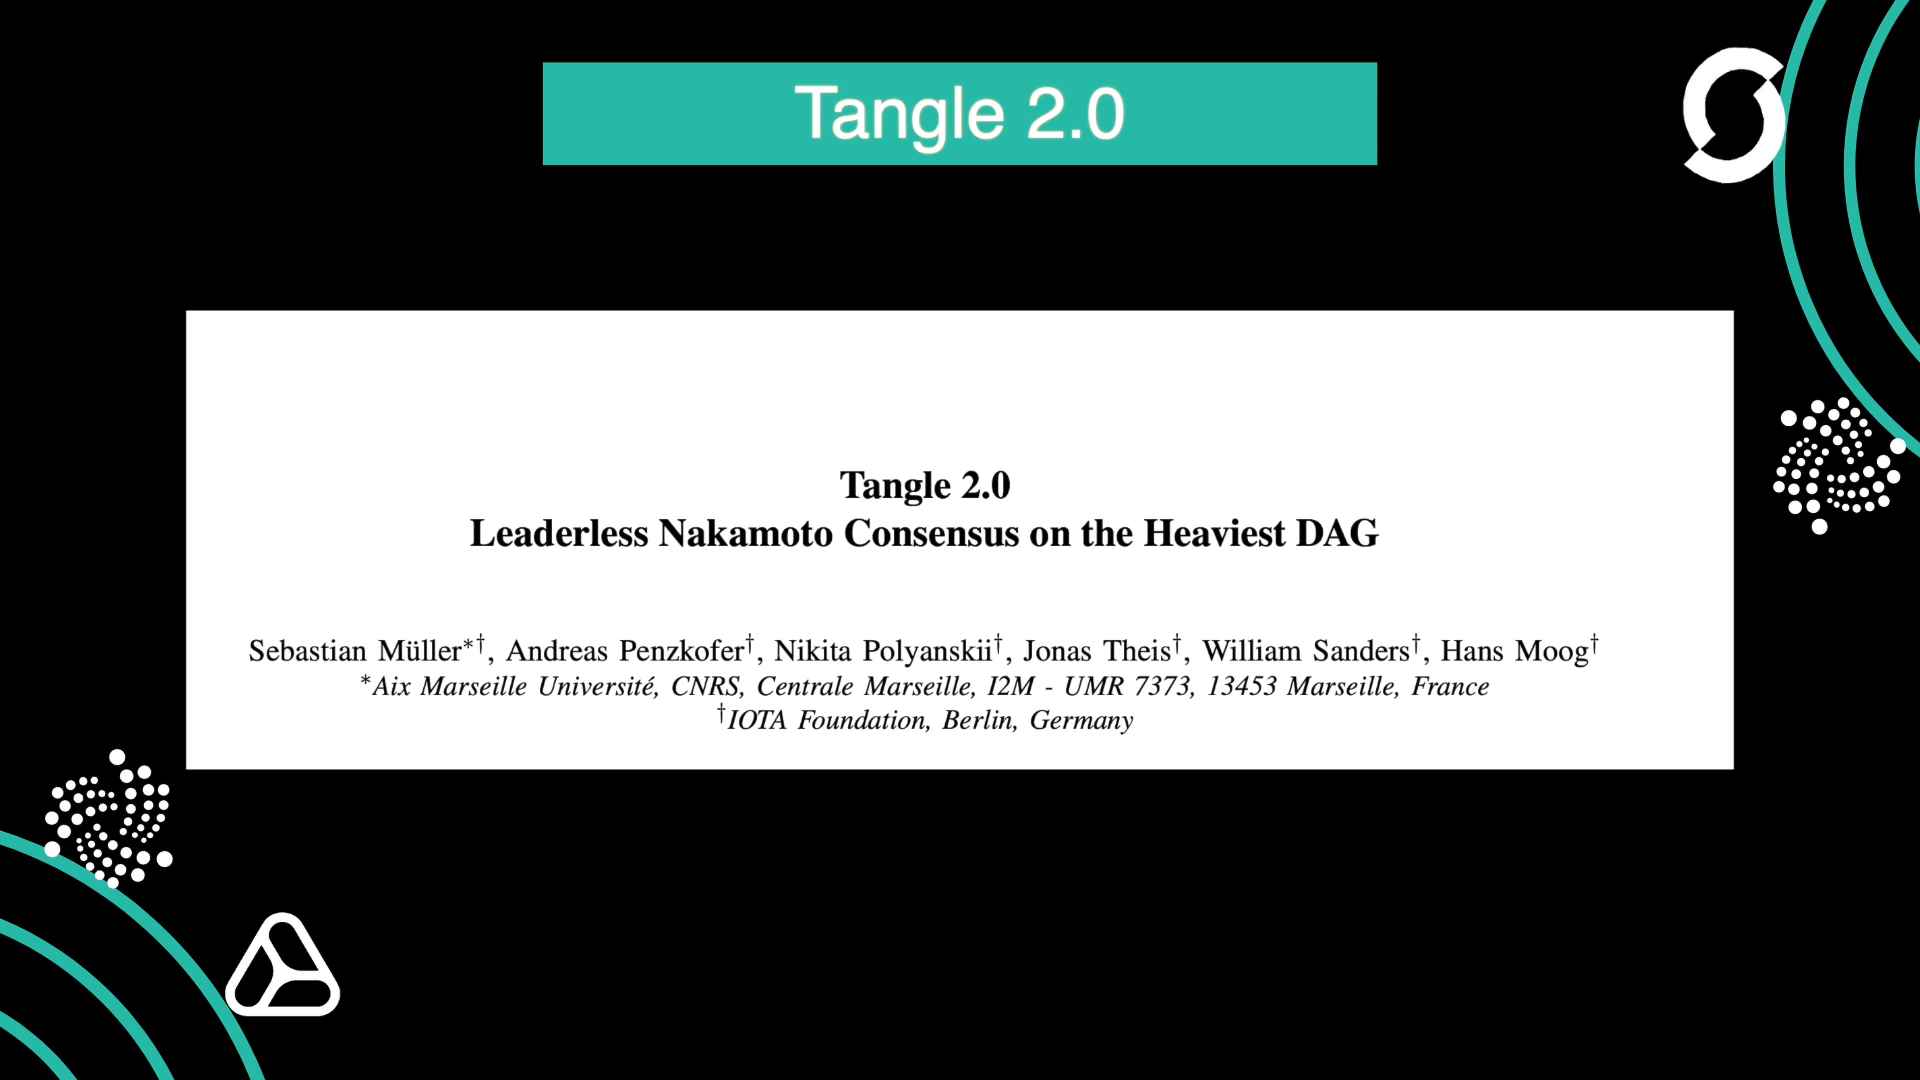 Tangle 2.0
Tangle 2.0
Leaderless Nakamoto Consensus on the Heaviest DAG
Sebastian Müller*†, Andreas Penzkofer†, Nikita Polyanskii†, Jonas Theis†, William Sanders†, Hans Moog†
*Aix Marseille Université, CNRS, Centrale Marseille, I2M - UMR 7373, 13453 Marseille, France
†IOTA Foundation, Berlin, Germany